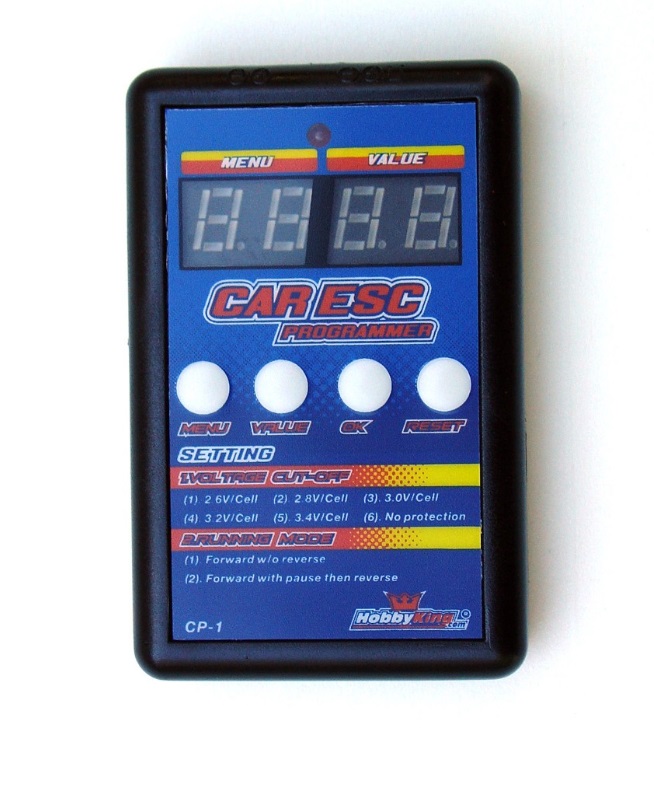 MENU VALUE
CAR ESC
PROGRAMMER
MENU VALUE OK RESET
SETTING
1.VOLTAGE CUT-OFF
(1). 2.6V/Cell (2) 2.8V/Cell (3). 3.0V/Cell
(4) 3.2V/Cell (5). 3.4V/Cell (6). No protection
2.RUNNING MODE
(1). Forward w/o reverse
(2). Forward with pause then reverse
CP-1
HobbyKing
.com